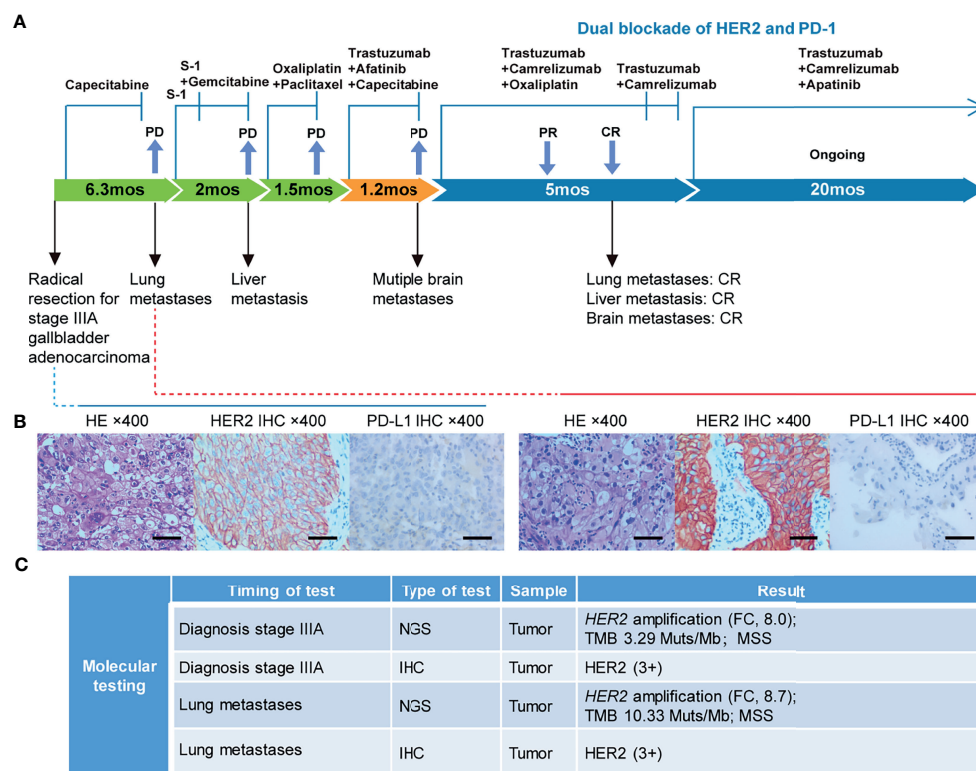 A
Dual blockade of HER2 and PD-1
Capecitabine
S-1
S-1
+Gemcitabine
Oxaliplatin
+Paclitaxel
Trastuzumab
+Afatinib
+Capecitabine
Trastuzumab
+Camrelizumab
+Oxaliplatin
Trastuzumab
+Camrelizumab
Trastuzumab
+Camrelizumab
+Apatinib
PD
PD
PD
PD
PR
CR
Ongoing
6.3mos
2mos
1.5mos
1.2mos
5mos
20mos
Radical
resection for
stage IIIA
gallbladder
adenocarcinoma
Lung
metastases
Liver
metastasis
Mutiple brain
metastases
Lung metastases: CR
Liver metastasis: CR
Brain metastases: CR
B
HE ×400
HER2 IHC ×400
PD-L1 IHC ×400
HE ×400
HER2 IHC ×400
PD-L1 IHC ×400
C
Molecular
testing
Timing of test Type of test Sample Result
Diagnosis stage IIIA NGS Tumor HER2 amplification (FC, 8.0);
TMB 3.29 Muts/Mb; MSS
Diagnosis stage IIIA IHC Tumor HER2 (3+)
Lung metastases NGS Tumor HER2 amplification (FC, 8.7);
TMB 10.33 Muts/Mb; MSS
Lung metastases IHC Tumor HER2 (3+)